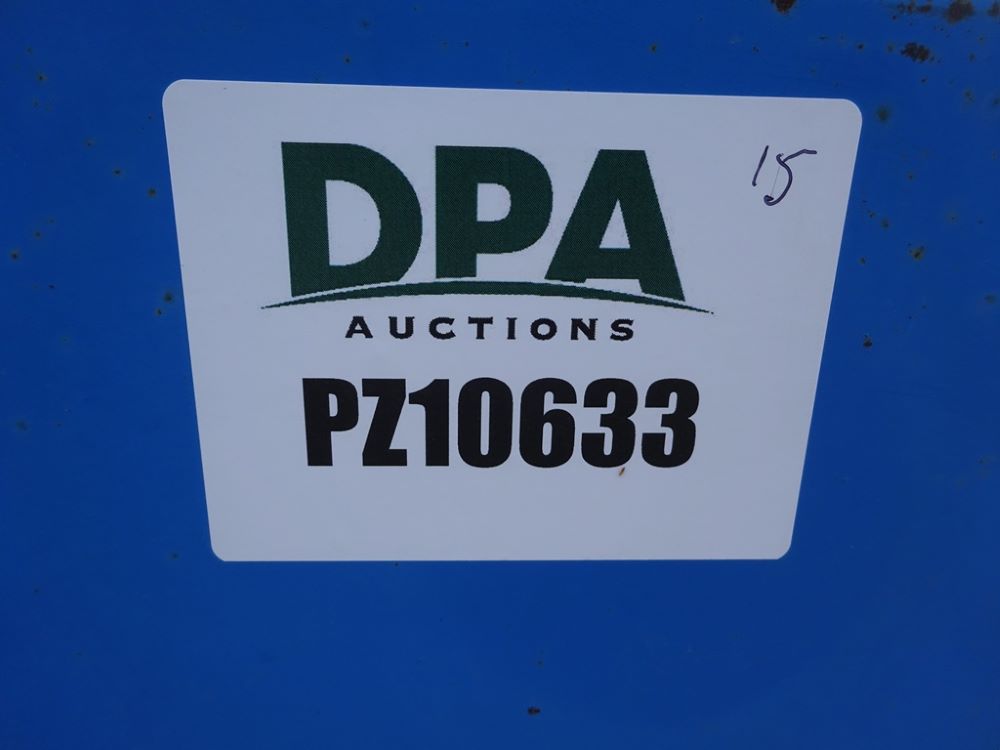 15
DPA
AUCTIONS
PZ10633